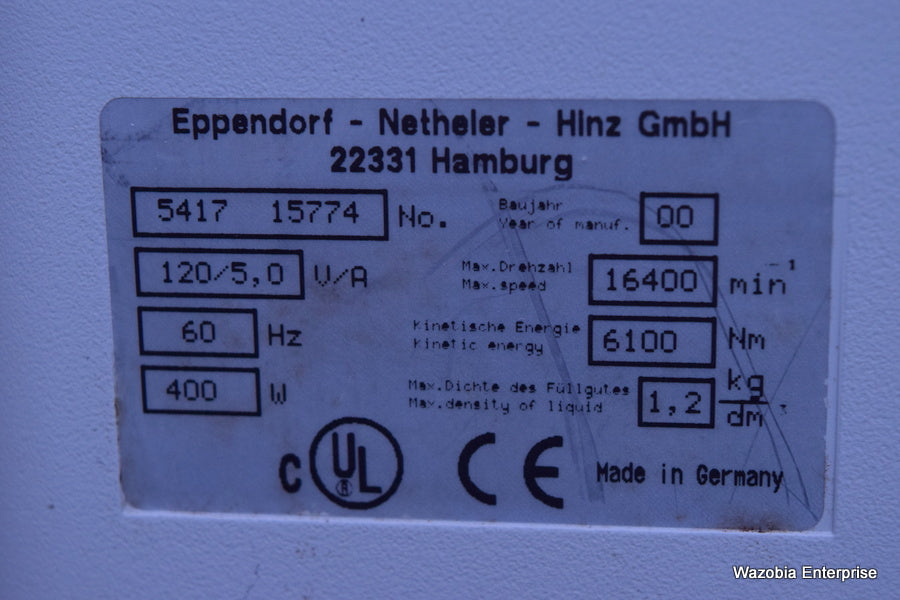 Eppendorf - Netheler - Hinz GmbH
22331 Hamburg
5417 15774 No.
Baujahr
Year of manuf. 00
120/5,0 V/A
Max.Drehzahl
Max.speed 16400 min⁻¹
60 Hz
Kinetische Energie
Kinetic energy 6100 Nm
400 W
Max.Dichte des Füllgutes
Max.density of liquid 1,2 kg/dm³
C UL ® CE Made in Germany
Wazobia Enterprise